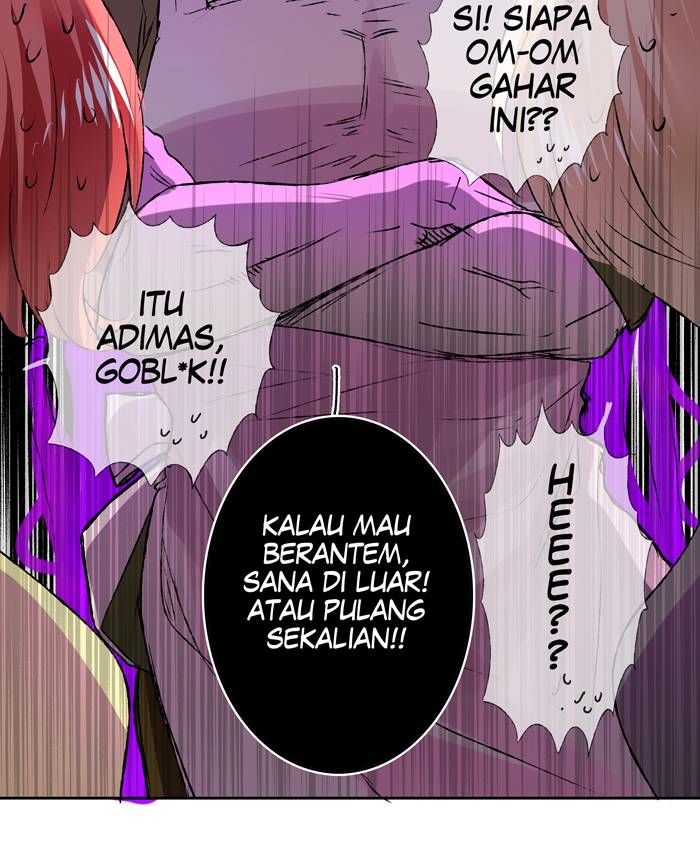 SI! SIAPA
OM-OM
GAHAR
INI??
ITU
ADIMAS,
GOBL*K!!
HEEEE??
KALAU MAU
BERANTEM,
SANA DI LUAR!
ATAU PULANG
SEKALIAN!!